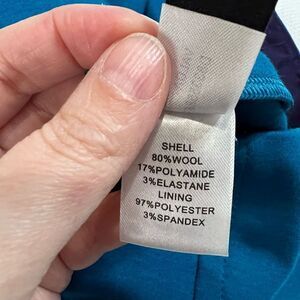 SHELL
80%WOOL
17%POLYAMIDE
3%ELASTANE
LINING
97%POLYESTER
3%SPANDEX